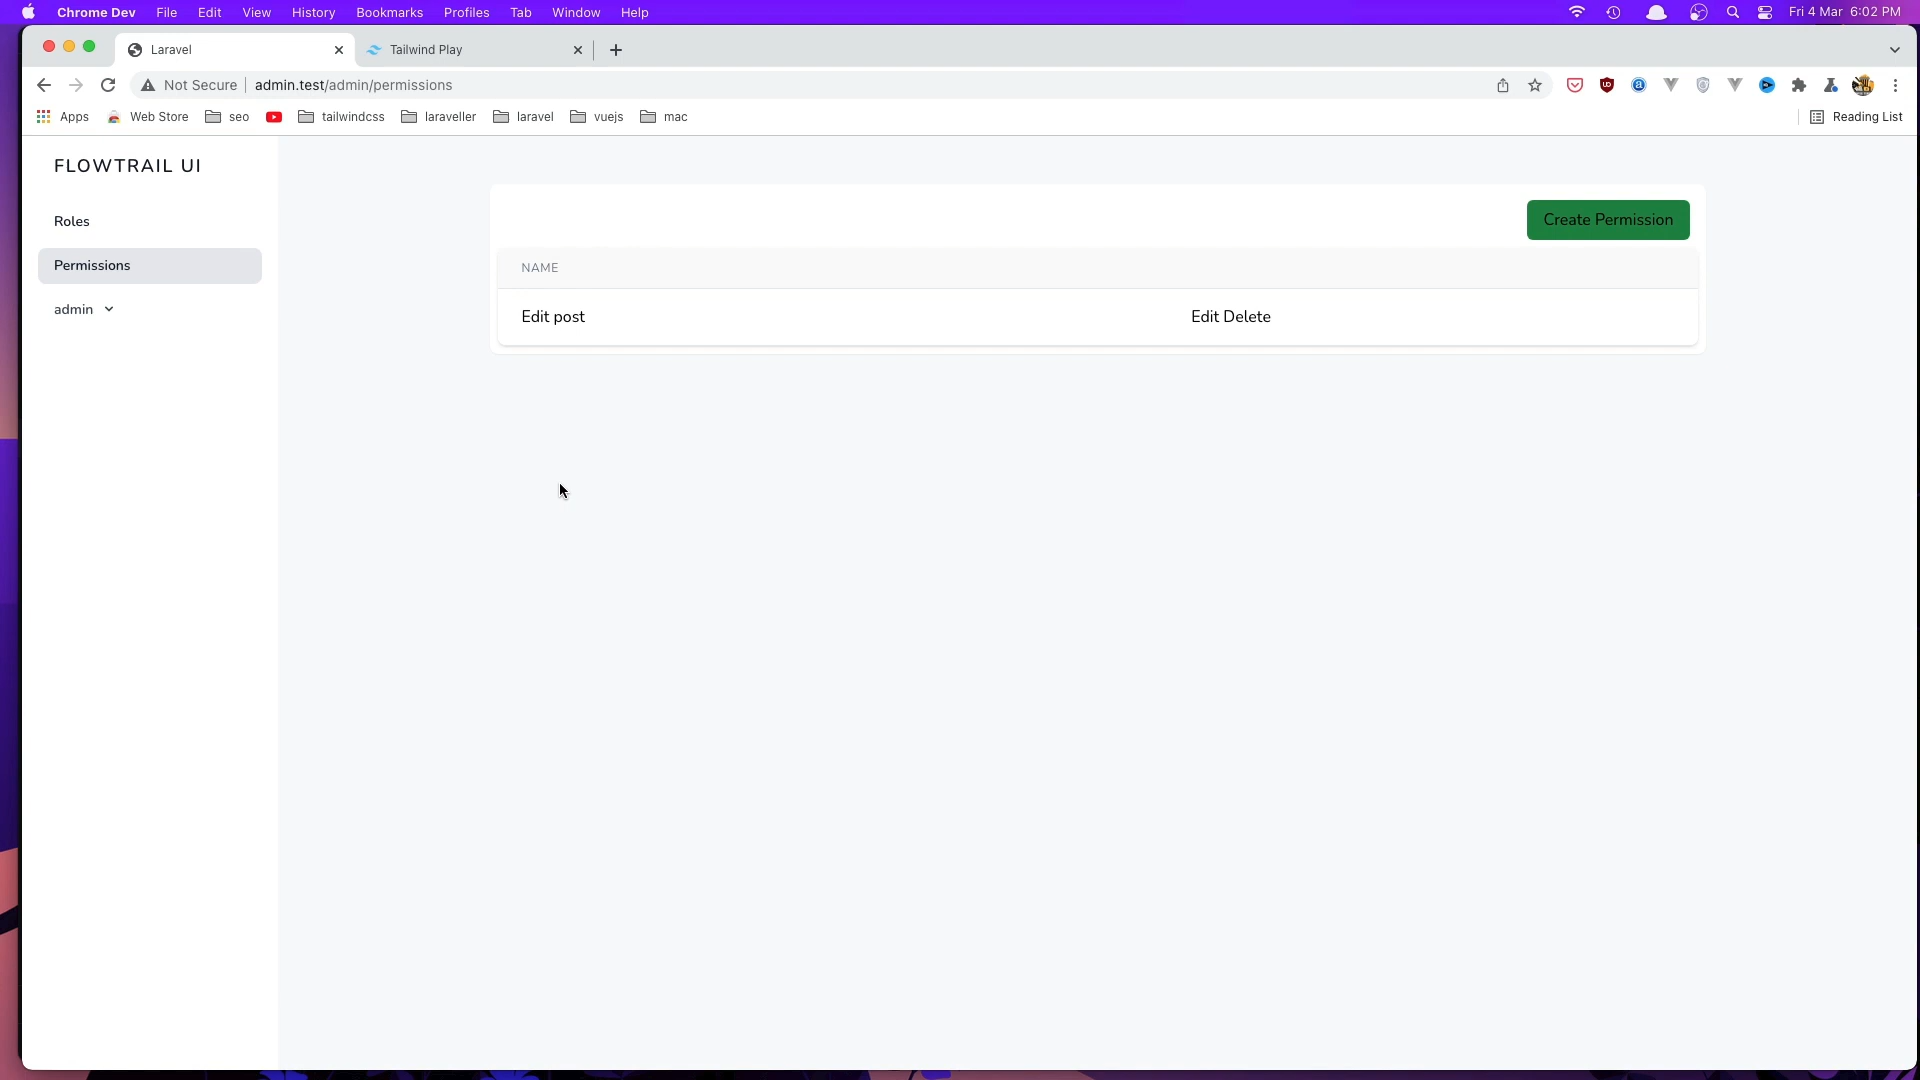 Chrome Dev File Edit View History Bookmarks Profiles Tab Window Help Fri 4 Mar 6:02 PM
Laravel Tailwind Play
Not Secure admin.test/admin/permissions
Apps Web Store seo tailwindcss laraveller laravel vuejs mac Reading List
FLOWTRAIL UI
Roles
Permissions
admin
Create Permission
NAME
Edit post Edit Delete